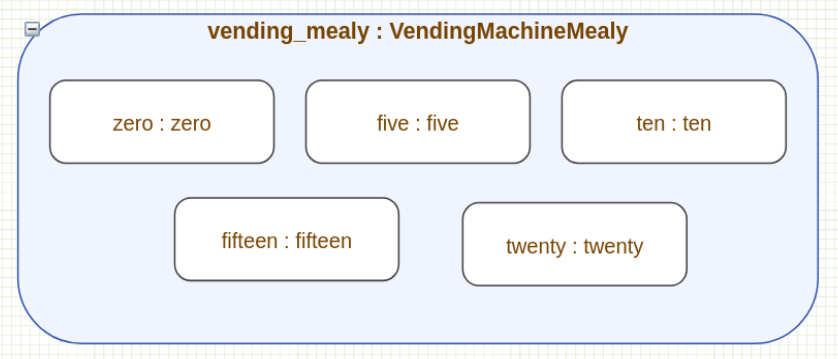 vending_mealy : VendingMachineMealy
zero : zero
five : five
ten : ten
fifteen : fifteen
twenty : twenty